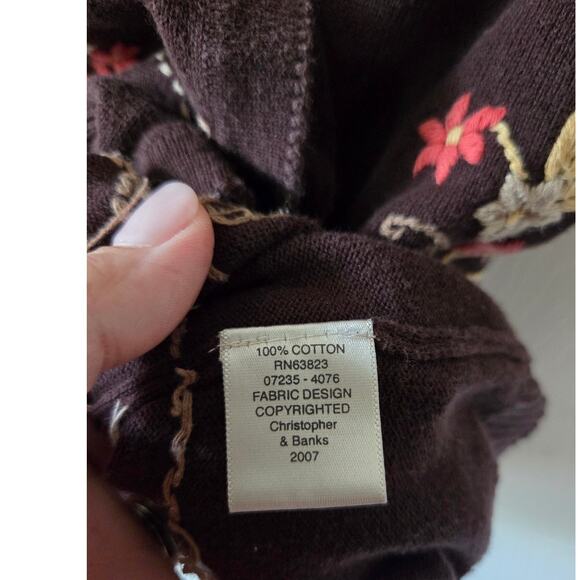 100% COTTON
RN63823
07235 - 4076
FABRIC DESIGN
COPYRIGHTED
Christopher
& Banks
2007